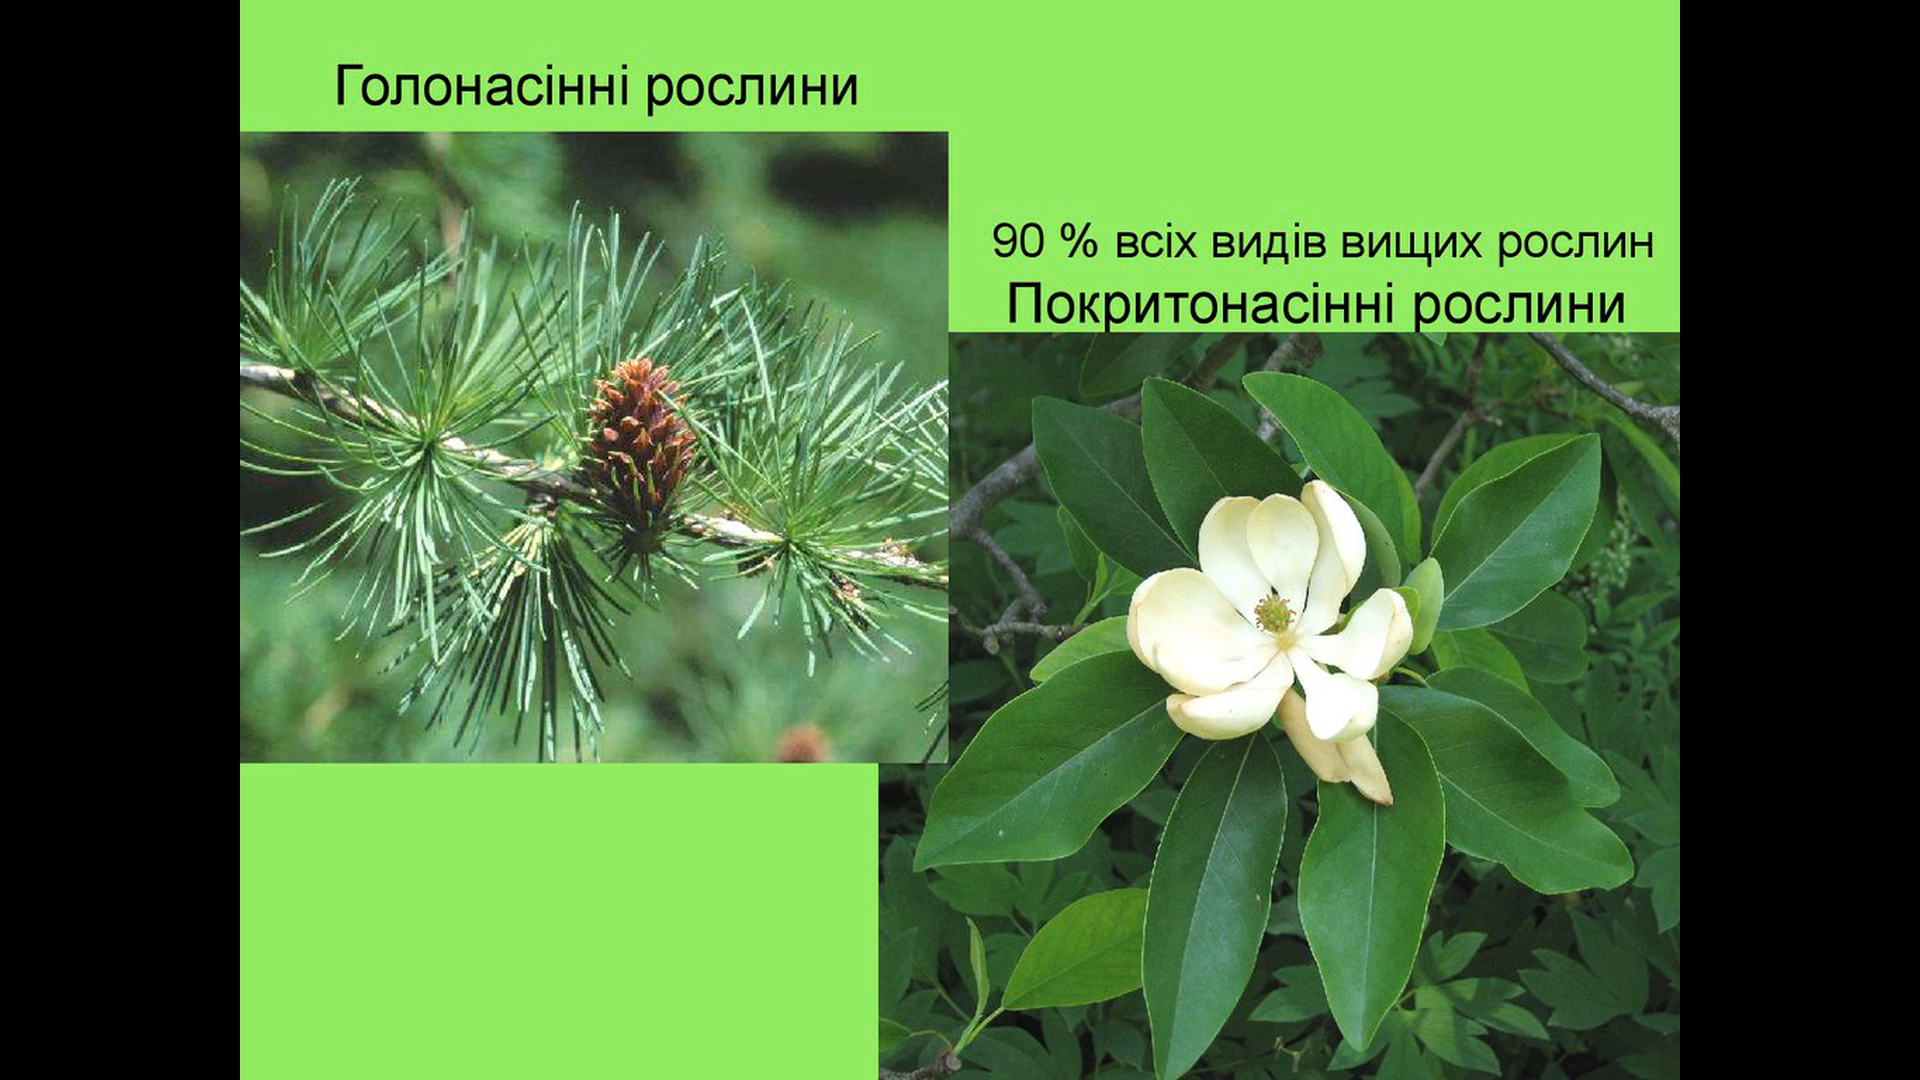 Голонасінні рослини
90 % всіх видів вищих рослин
Покритонасінні рослини